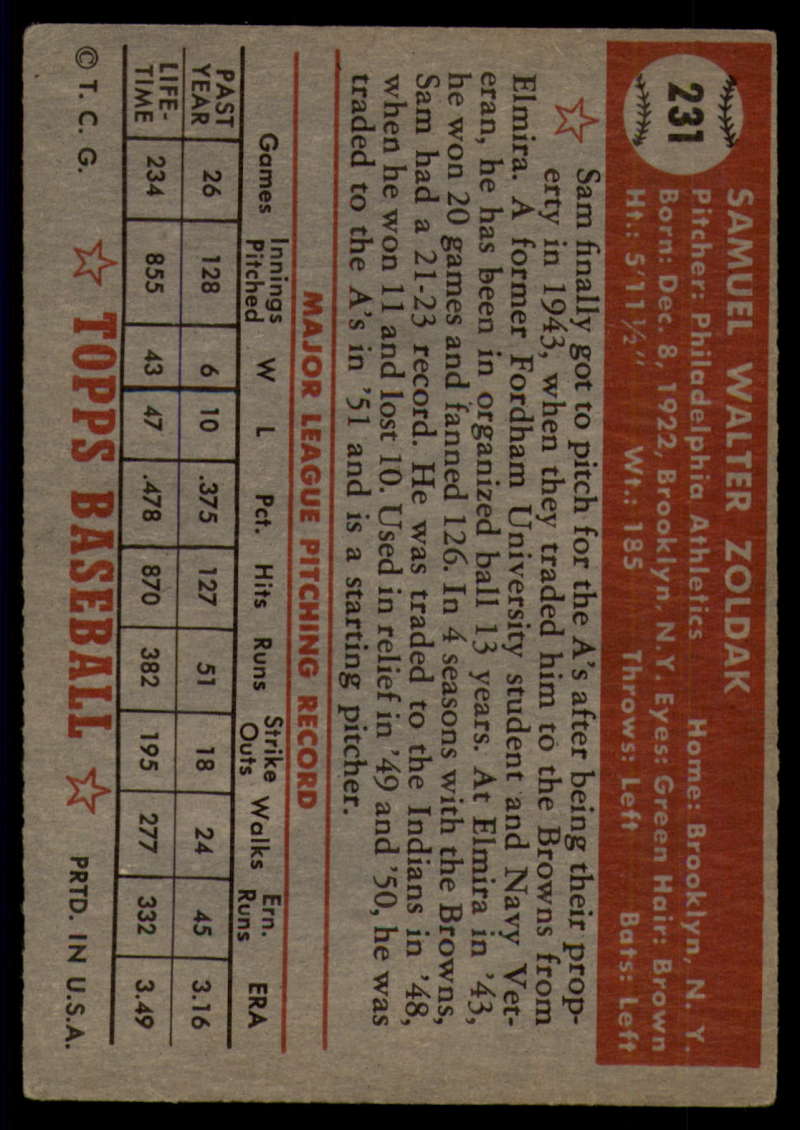 231
SAMUEL WALTER ZOLDAK
Pitcher: Philadelphia Athletics Home: Brooklyn, N. Y.
Born: Dec. 8, 1922, Brooklyn, N.Y. Eyes: Green Hair: Brown
Ht.: 5'11½" Wt.: 185 Throws: Left Bats: Left
Sam finally got to pitch for the A's after being their prop-
erty in 1943, when they traded him to the Browns from
Elmira. A former Fordham University student and Navy Vet-
eran, he has been in organized ball 13 years. At Elmira in '43,
he won 20 games and fanned 126. In 4 seasons with the Browns,
Sam had a 21-23 record. He was traded to the Indians in '48,
when he won 11 and lost 10. Used in relief in '49 and '50, he was
traded to the A's in '51 and is a starting pitcher.
MAJOR LEAGUE PITCHING RECORD
Games Innings Pitched W L Pct. Hits Runs Strike Outs Walks Ern. Runs ERA
PAST YEAR 26 128 6 10 .375 127 51 18 24 45 3.16
LIFE-TIME 234 855 43 47 .478 870 382 195 277 332 3.49
© T. C. G. TOPPS BASEBALL PRTD. IN U.S.A.